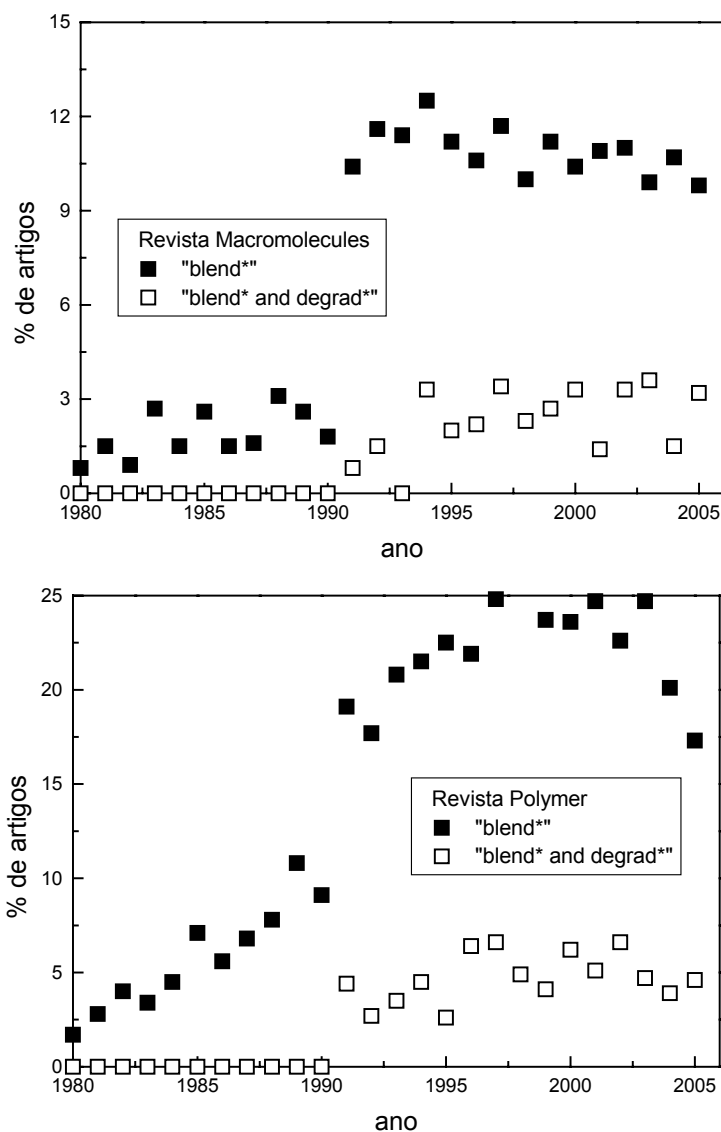 15
12
9
6
3
0
% de artigos
Revista Macromolecules
"blend*"
"blend* and degrad*"
1980 1985 1990 1995 2000 2005
ano
25
20
15
10
5
0
% de artigos
Revista Polymer
"blend*"
"blend* and degrad*"
1980 1985 1990 1995 2000 2005
ano